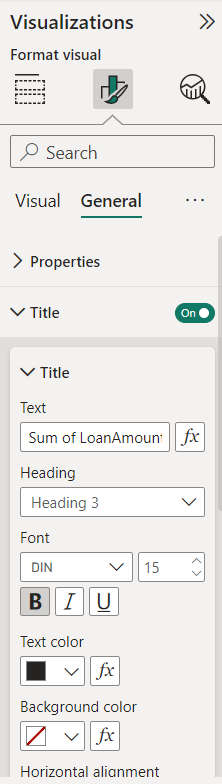 Visualizations
Format visual
Search
Visual General ...
Properties
Title On
Title
Text
Sum of LoanAmount fx
Heading
Heading 3
Font
DIN 15
B I U
Text color
fx
Background color
fx
Horizontal alignment